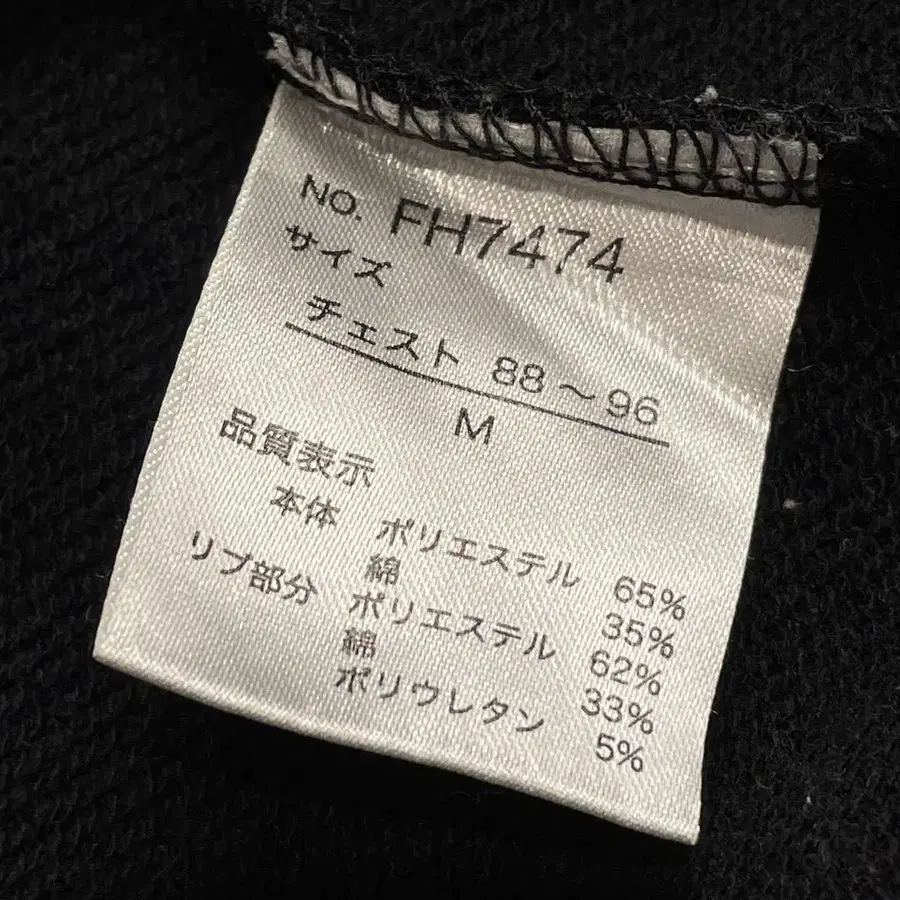 NO. FH7474
サイズ
チェスト 88～96
M
品質表示
本体 ポリエステル 65%
綿 35%
リブ部分 ポリエステル 62%
綿 33%
ポリウレタン 5%